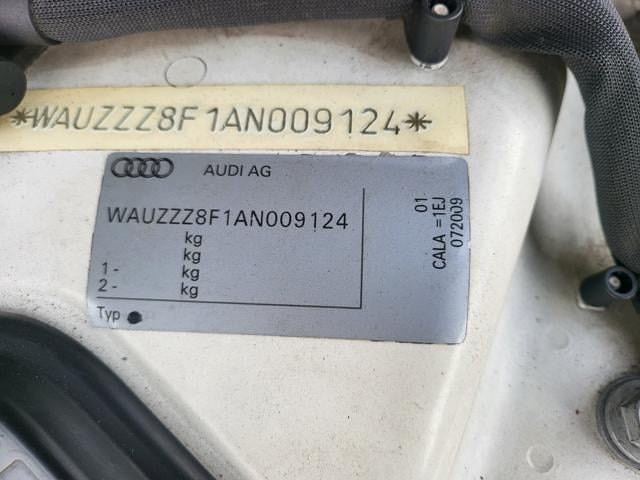 *WAUZZZ8F1AN009124*
AUDI AG
WAUZZZ8F1AN009124
kg
kg
1- kg
2- kg
Typ
01
CALA =1EJ
072009